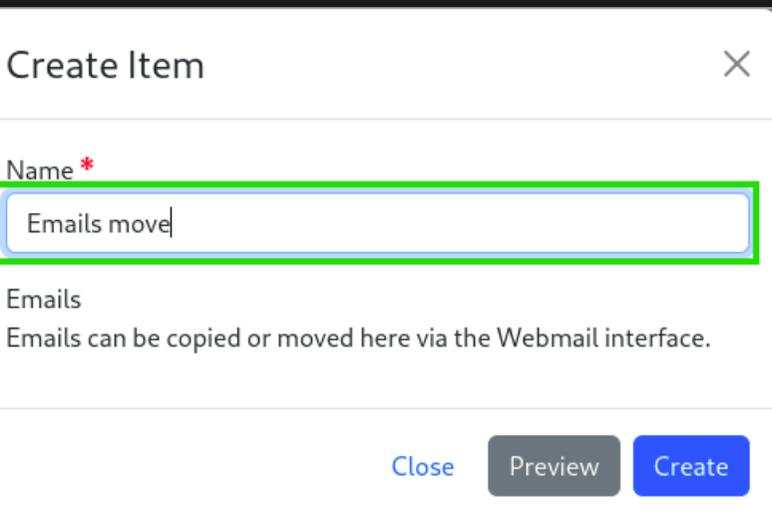 Create Item
Name *
Emails move
Emails
Emails can be copied or moved here via the Webmail interface.
Close Preview Create